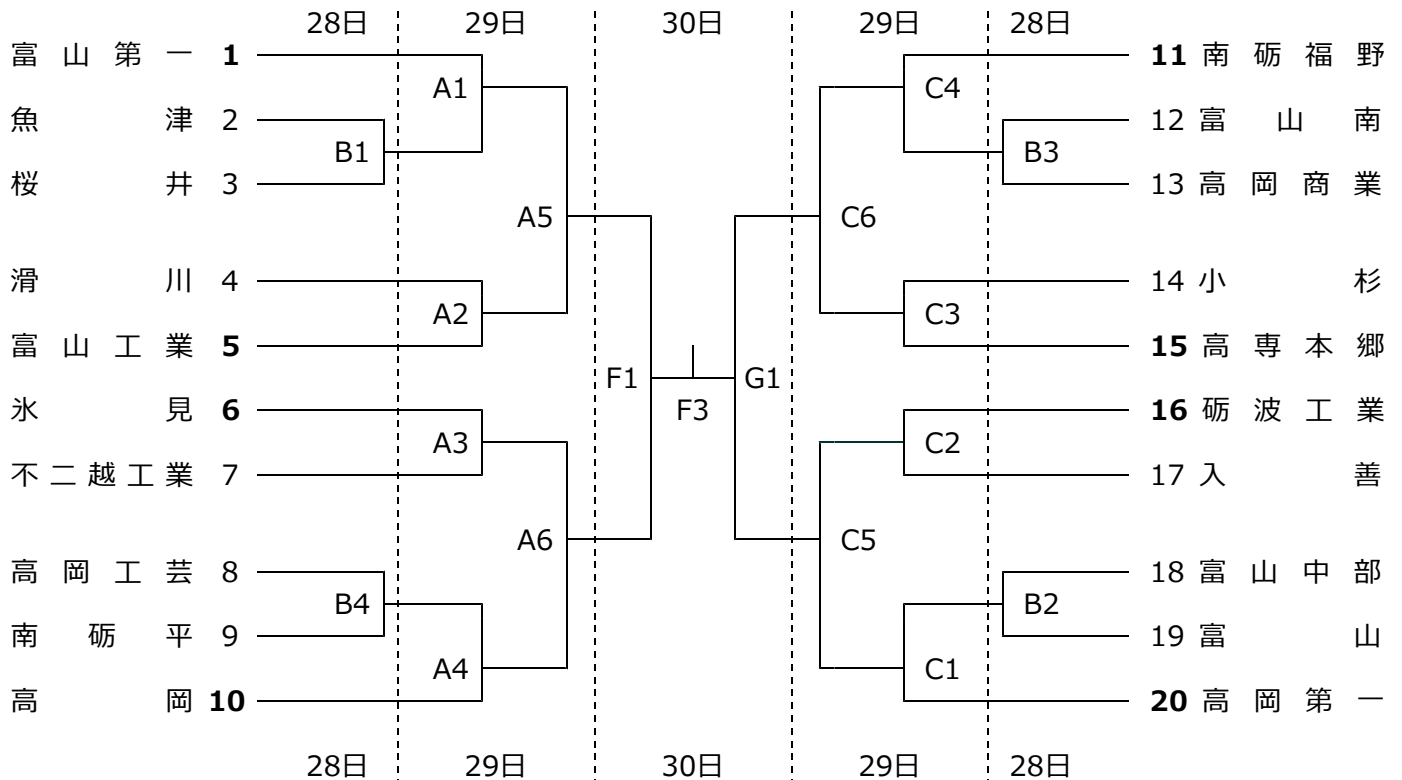 28日 29日 30日 29日 28日
富山第一 1 11 南砺福野
A1 C4
魚津 2 12 富山南
B1 B3
桜井 3 13 高岡商業
A5 C6
滑川 4 14 小杉
A2 C3
富山工業 5 15 高専本郷
F1 G1
氷見 6 F3 16 砺波工業
A3 C2
不二越工業 7 17 入善
A6 C5
高岡工芸 8 18 富山中部
B4 B2
南砺平 9 19 富山
A4 C1
高岡 10 20 高岡第一
28日 29日 30日 29日 28日